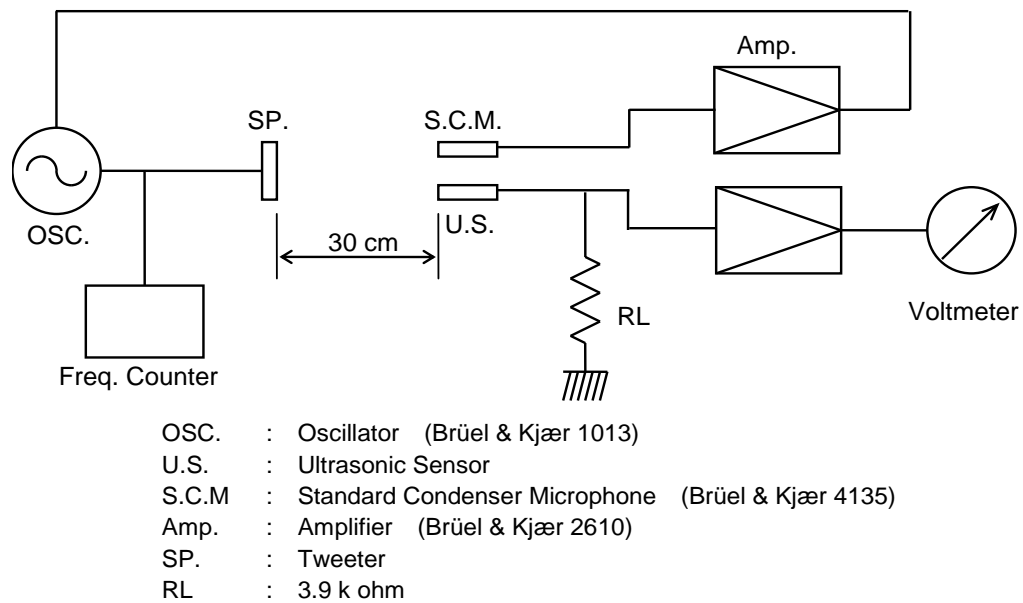 Amp.
SP.
S.C.M.
OSC.
U.S.
30 cm
RL
Voltmeter
Freq. Counter
OSC. : Oscillator (Brüel & Kjær 1013)
U.S. : Ultrasonic Sensor
S.C.M : Standard Condenser Microphone (Brüel & Kjær 4135)
Amp. : Amplifier (Brüel & Kjær 2610)
SP. : Tweeter
RL : 3.9 k ohm